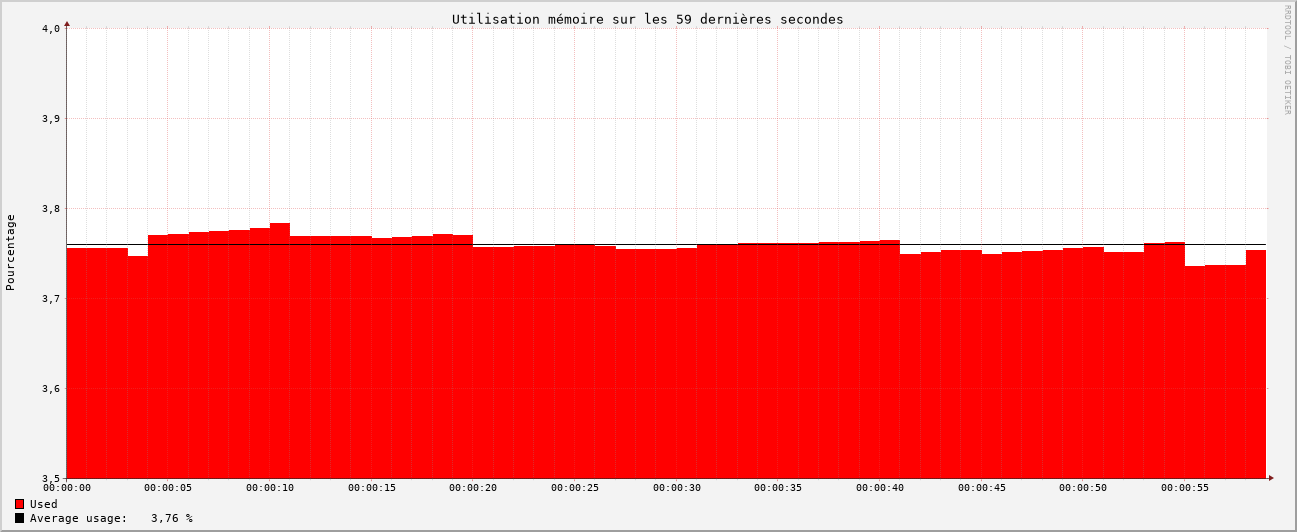 Utilisation mémoire sur les 59 dernières secondes
RRDTOOL / TOBI OETIKER
Pourcentage
4,0
3,9
3,8
3,7
3,6
3,5
00:00:00 00:00:05 00:00:10 00:00:15 00:00:20 00:00:25 00:00:30 00:00:35 00:00:40 00:00:45 00:00:50 00:00:55
Used
Average usage: 3,76 %